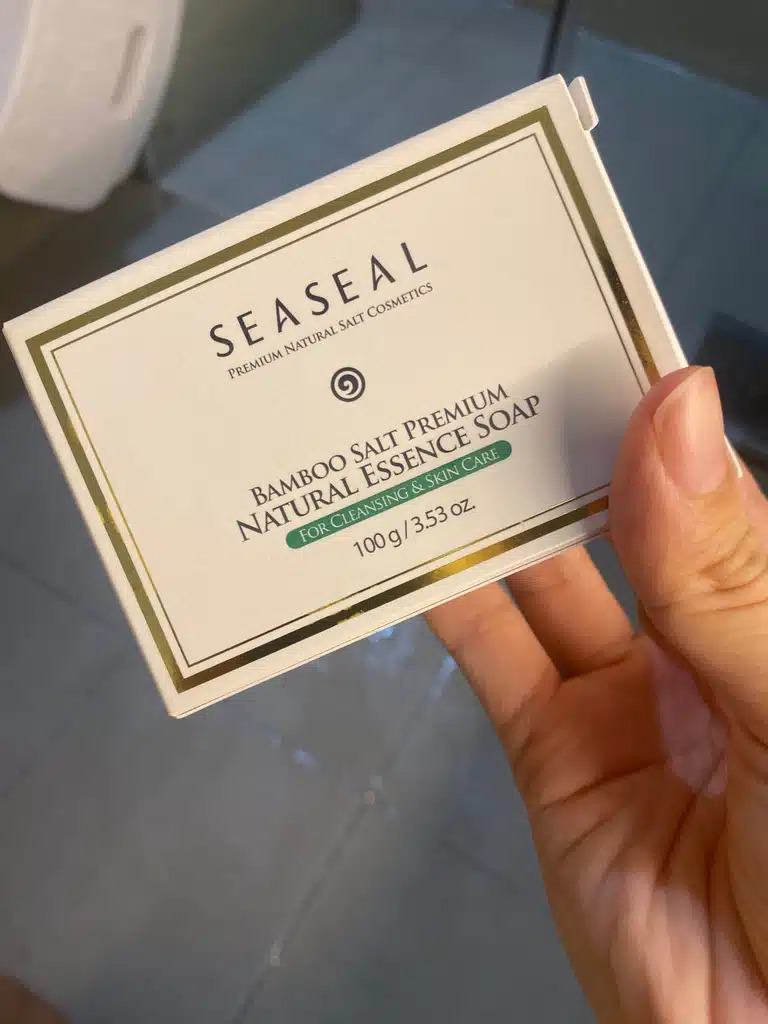 SEASEAL
PREMIUM NATURAL SALT COSMETICS
BAMBOO SALT PREMIUM
NATURAL ESSENCE SOAP
FOR CLEANSING & SKIN CARE
100 g / 3.53 oz.